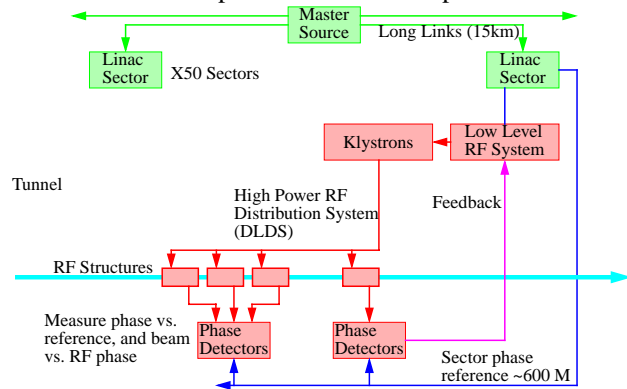 Master
Source
Long Links (15km)
Linac
Sector
X50 Sectors
Linac
Sector
Klystrons
Low Level
RF System
Tunnel
High Power RF
Distribution System
(DLDS)
Feedback
RF Structures
Measure phase vs.
reference, and beam
vs. RF phase
Phase
Detectors
Phase
Detectors
Sector phase
reference ~600 M